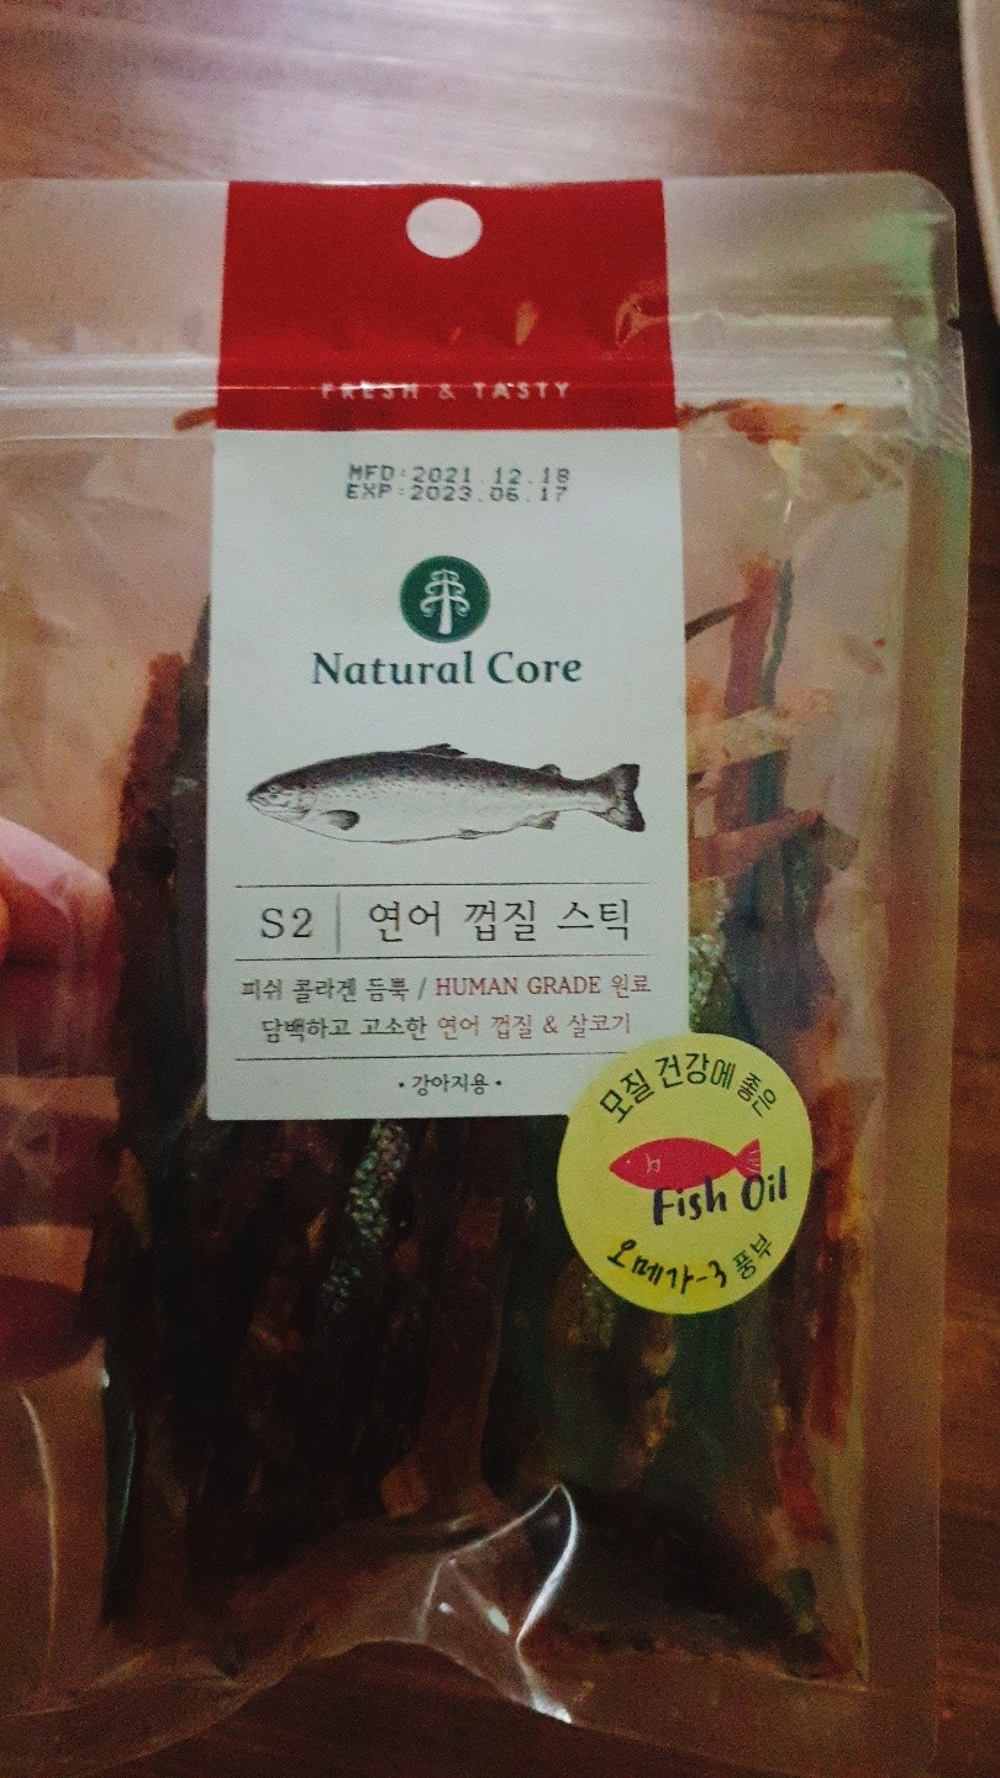 FRESH & TASTY
MFD:2021.12.18
EXP:2023.06.17
Natural Core
S2 | 연어 껍질 스틱
피쉬 콜라겐 듬뿍 / HUMAN GRADE 원료
담백하고 고소한 연어 껍질 & 살코기
•강아지용•
모질 건강에 좋은
Fish Oil
오메가-3 풍부